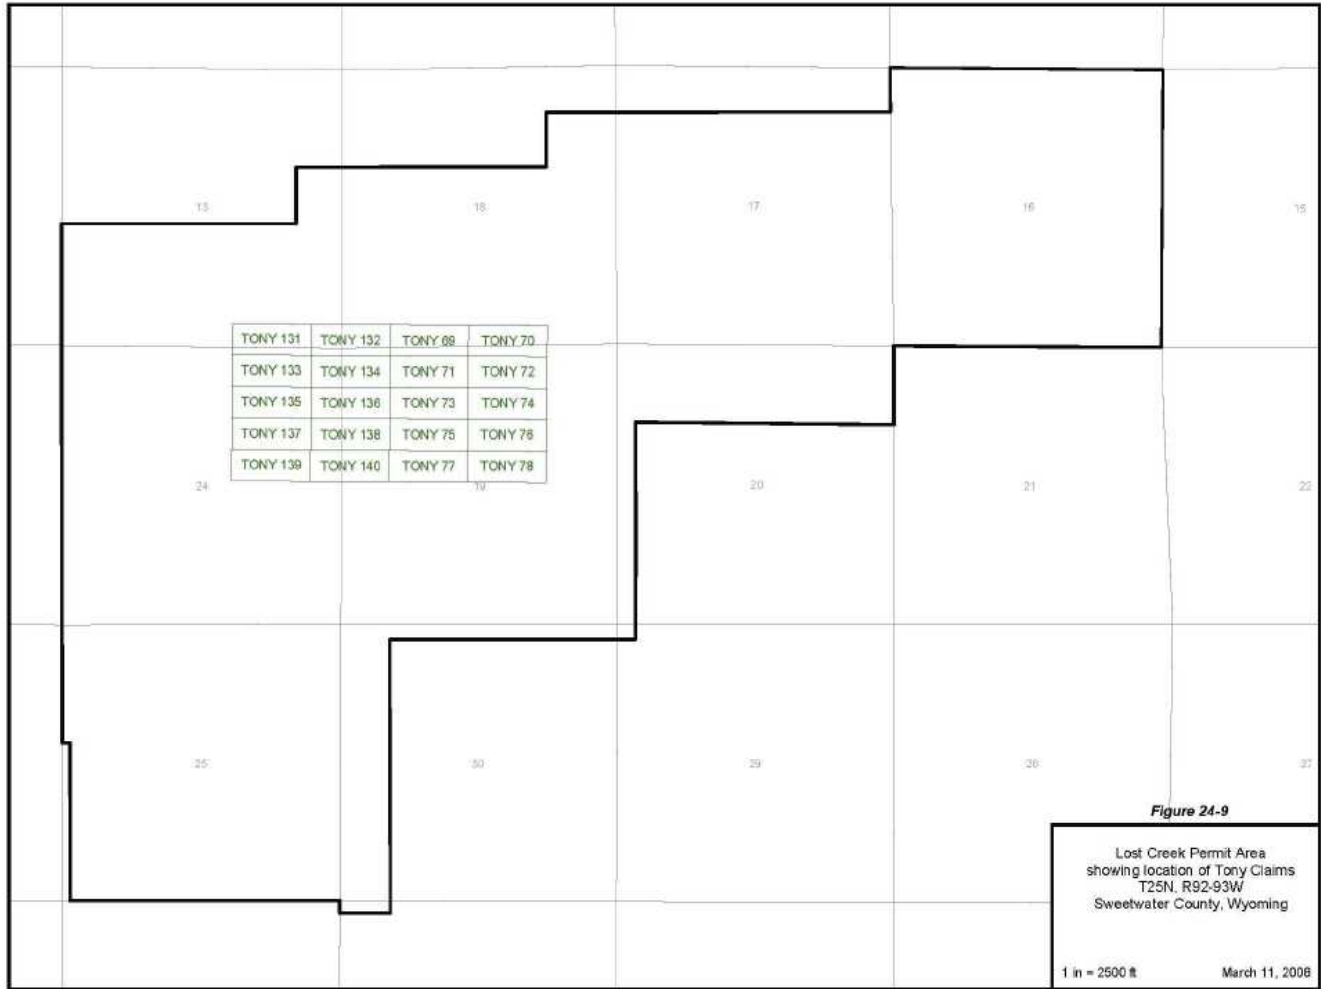 13 18 17 16 15
TONY 131 TONY 132 TONY 69 TONY 70
TONY 133 TONY 134 TONY 71 TONY 72
TONY 135 TONY 136 TONY 73 TONY 74
TONY 137 TONY 138 TONY 75 TONY 76
TONY 139 TONY 140 TONY 77 TONY 78
24 19 20 21 22
25 30 29 28 27
Figure 24-9
Lost Creek Permit Area
showing location of Tony Claims
T25N, R92-93W
Sweetwater County, Wyoming
1 in = 2500 ft March 11, 2008